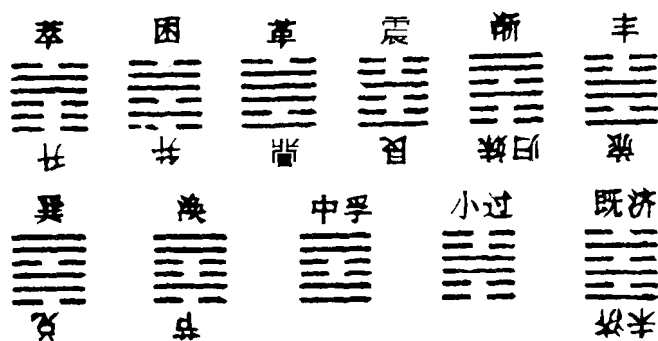 萃 困 革 震 渐 丰
升 井 鼎 艮 归妹 旅
巽 涣 中孚 小过 既济
兑 节 未济